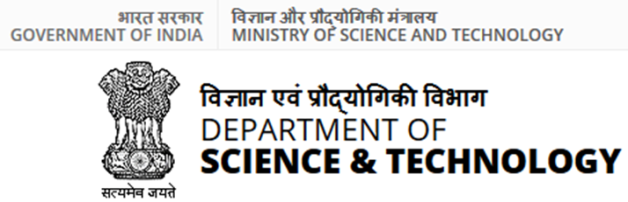 भारत सरकार
GOVERNMENT OF INDIA
विज्ञान और प्रौद्योगिकी मंत्रालय
MINISTRY OF SCIENCE AND TECHNOLOGY
विज्ञान एवं प्रौद्योगिकी विभाग
DEPARTMENT OF
SCIENCE & TECHNOLOGY
सत्यमेव जयते